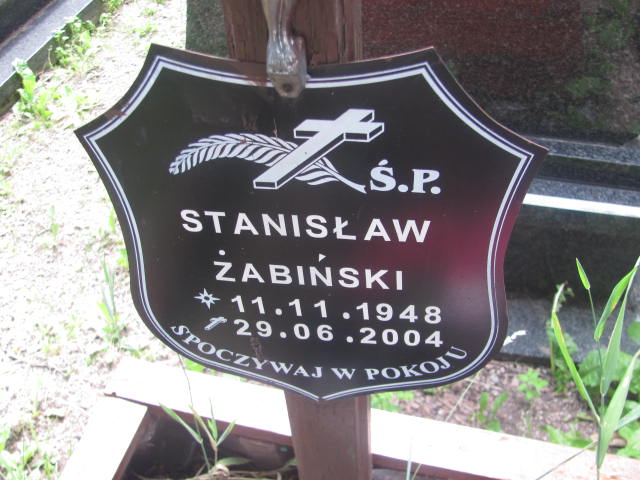 Ś.P.
STANISŁAW
ŻABIŃSKI
11.11.1948
29.06.2004
SPOCZYWAJ W POKOJU